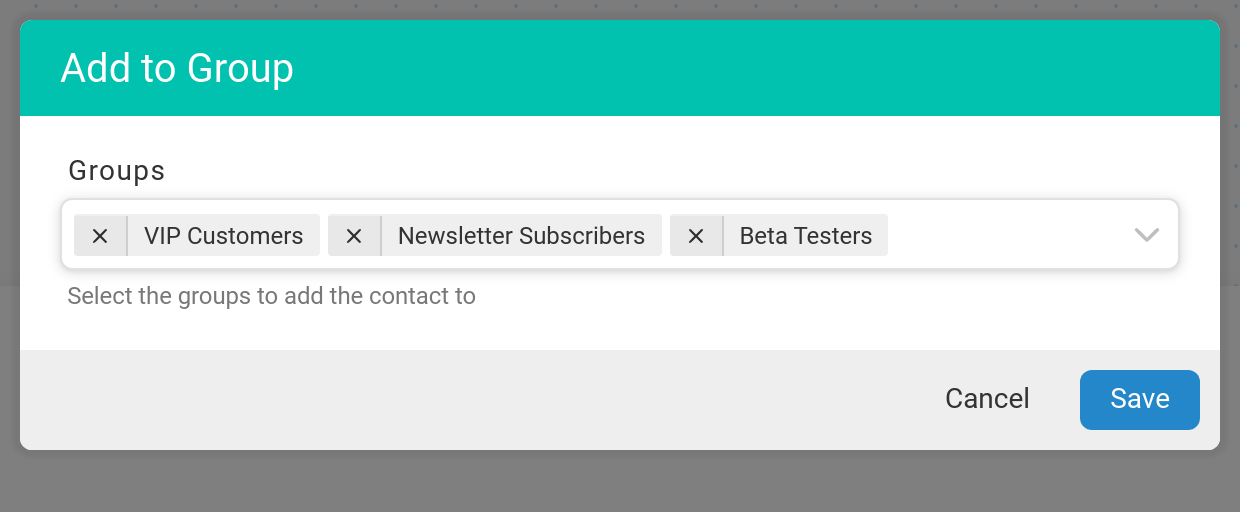 Add to Group
Groups
VIP Customers Newsletter Subscribers Beta Testers
Select the groups to add the contact to
Cancel Save